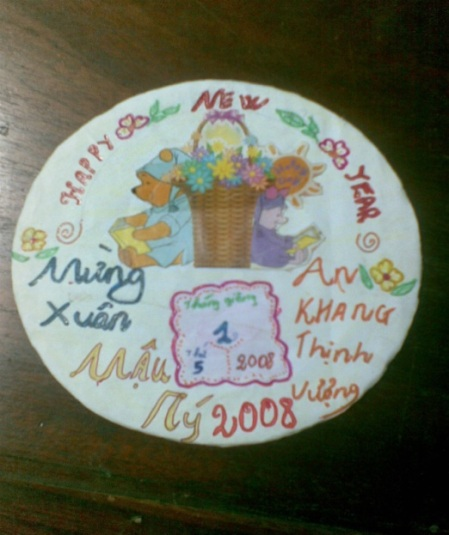 HAPPY NEW YEAR
Mừng
Xuân
Mậu
Tý 2008
Tháng giêng
1
Thứ
5
2008
An
KHANG
Thịnh
Vượng